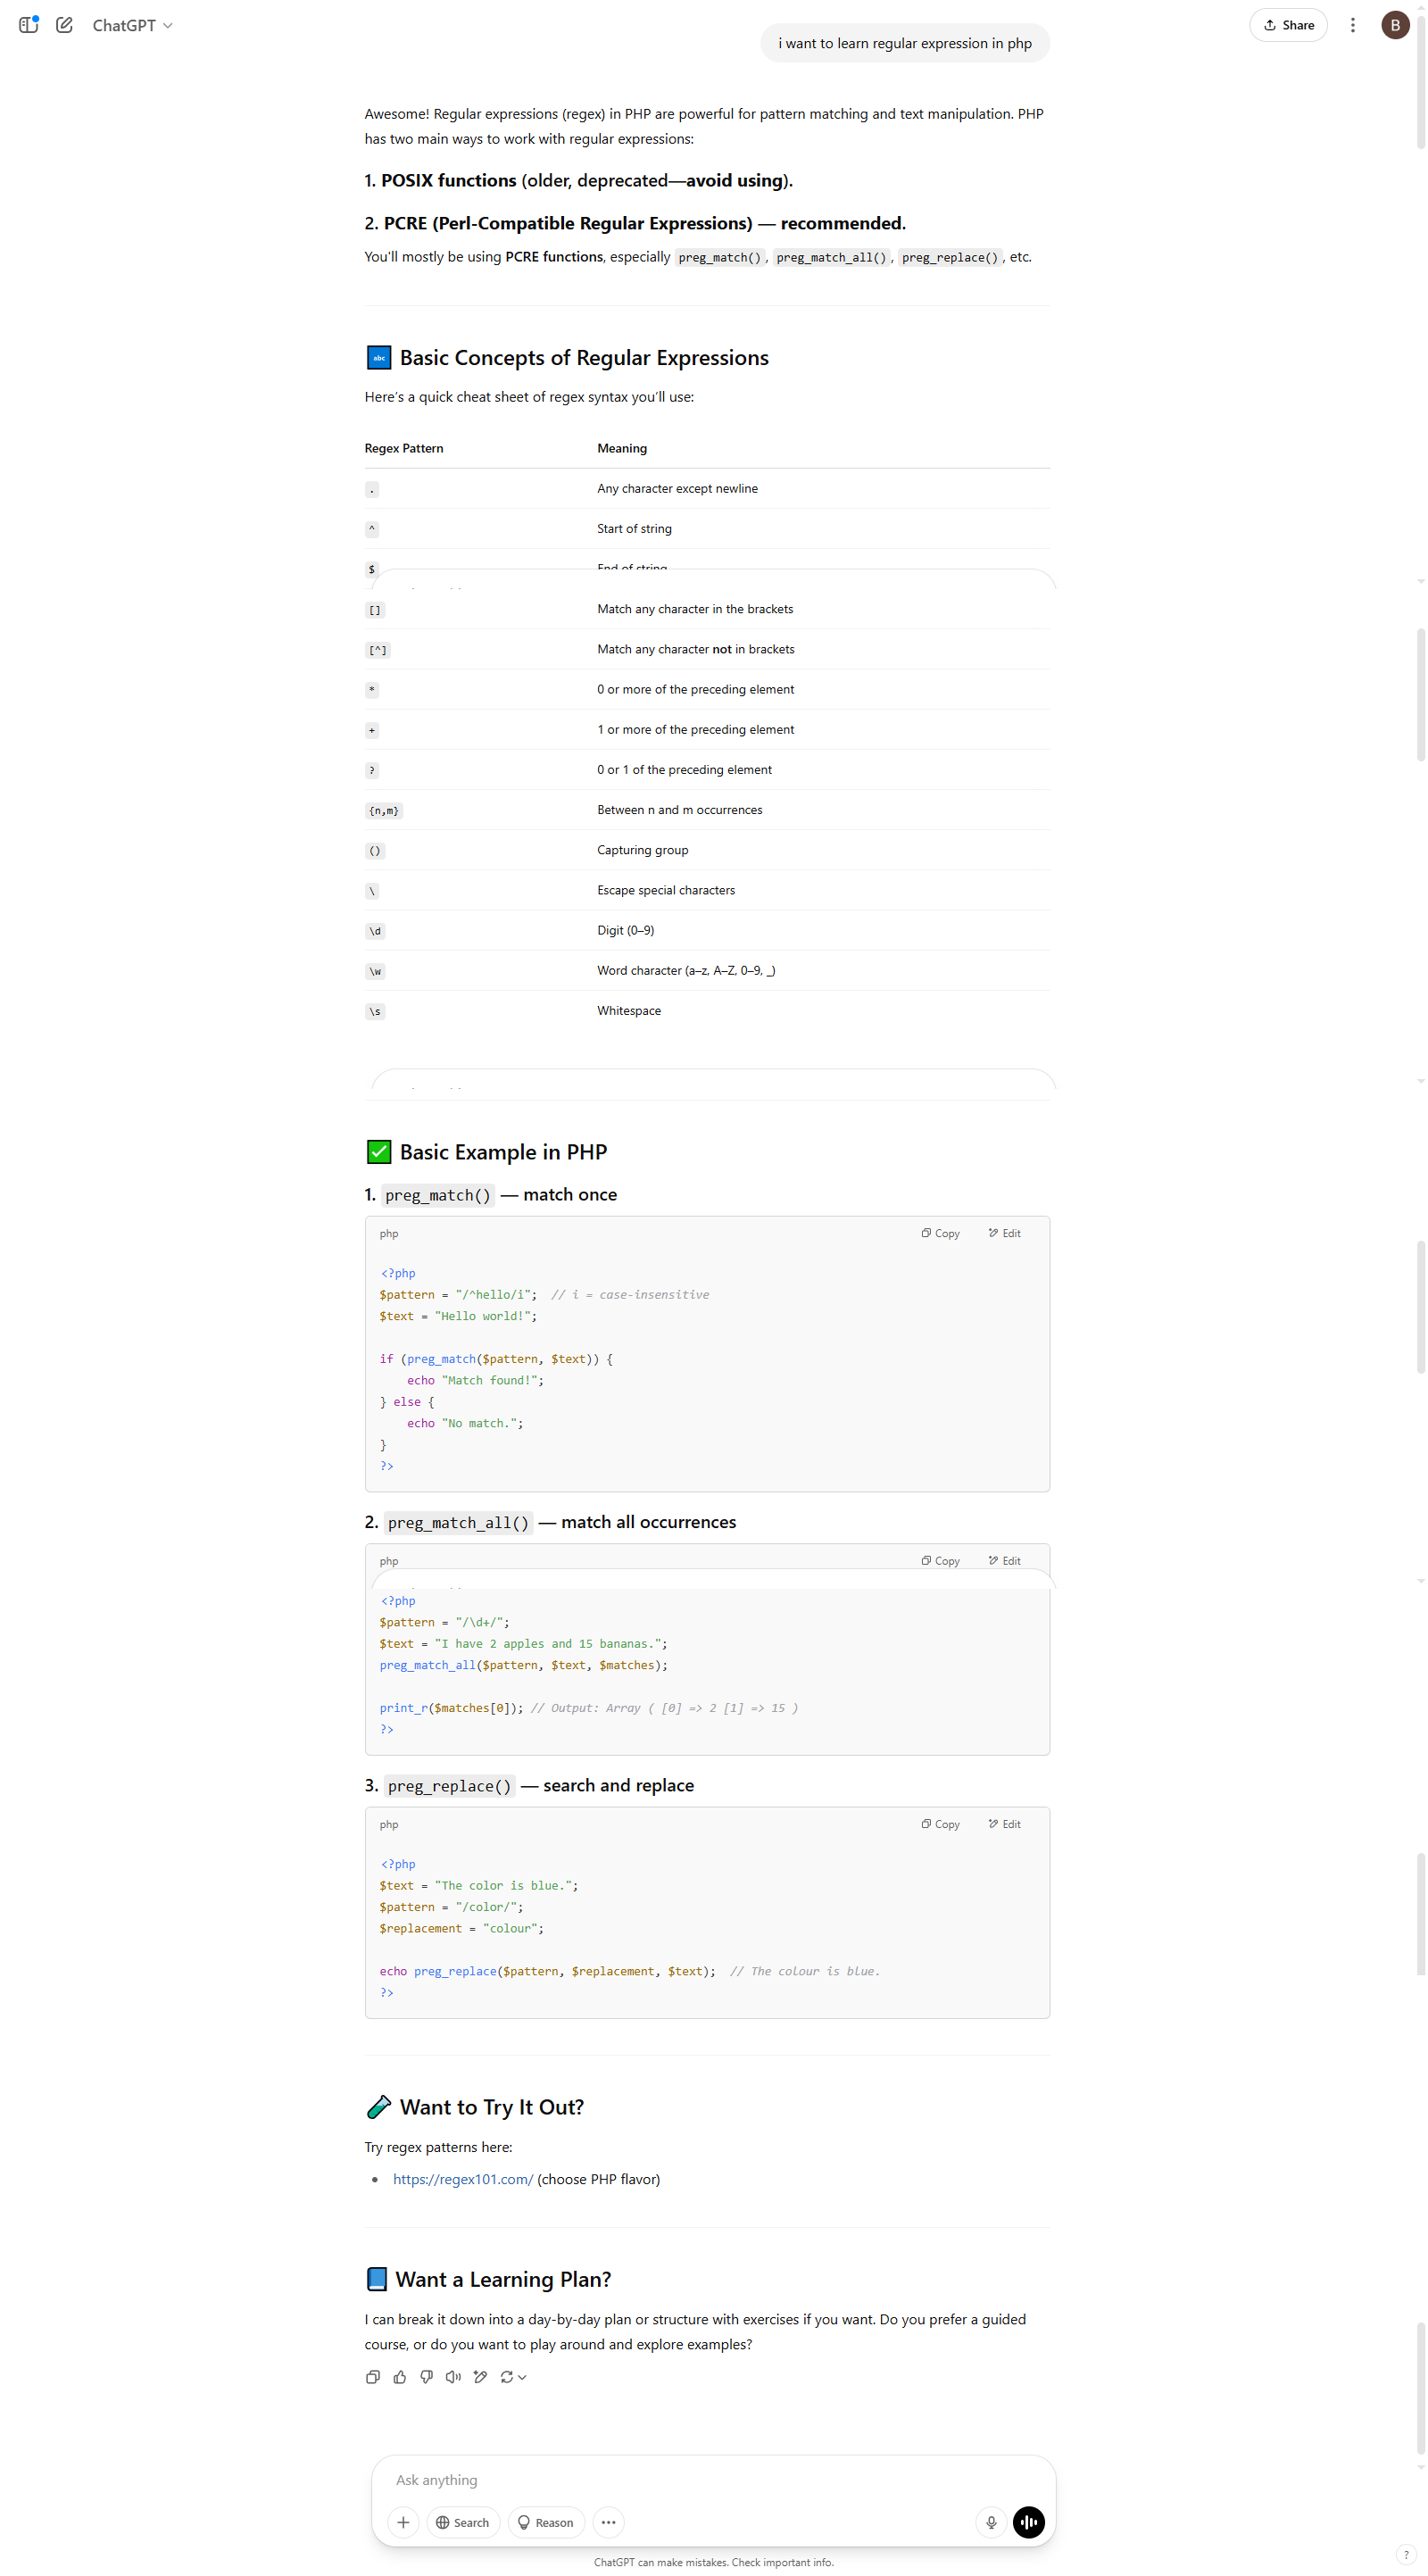 ChatGPT
Share
B
i want to learn regular expression in php
Awesome! Regular expressions (regex) in PHP are powerful for pattern matching and text manipulation. PHP
has two main ways to work with regular expressions:
1. POSIX functions (older, deprecated—avoid using).
2. PCRE (Perl-Compatible Regular Expressions) — recommended.
You'll mostly be using PCRE functions, especially preg_match(), preg_match_all(), preg_replace(), etc.
abc Basic Concepts of Regular Expressions
Here's a quick cheat sheet of regex syntax you'll use:
Regex Pattern Meaning
. Any character except newline
^ Start of string
$ End of string
[] Match any character in the brackets
[^] Match any character not in brackets
* 0 or more of the preceding element
+ 1 or more of the preceding element
? 0 or 1 of the preceding element
{n,m} Between n and m occurrences
() Capturing group
\ Escape special characters
\d Digit (0–9)
\w Word character (a–z, A–Z, 0–9, _)
\s Whitespace
✅ Basic Example in PHP
1. preg_match() — match once
php Copy Edit
<?php
$pattern = "/^hello/i";  // i = case-insensitive
$text = "Hello world!";
if (preg_match($pattern, $text)) {
    echo "Match found!";
} else {
    echo "No match.";
}
?>
2. preg_match_all() — match all occurrences
php Copy Edit
<?php
$pattern = "/\d+/";
$text = "I have 2 apples and 15 bananas.";
preg_match_all($pattern, $text, $matches);
print_r($matches[0]); // Output: Array ( [0] => 2 [1] => 15 )
?>
3. preg_replace() — search and replace
php Copy Edit
<?php
$text = "The color is blue.";
$pattern = "/color/";
$replacement = "colour";
echo preg_replace($pattern, $replacement, $text);  // The colour is blue.
?>
Want to Try It Out?
Try regex patterns here:
• https://regex101.com/ (choose PHP flavor)
Want a Learning Plan?
I can break it down into a day-by-day plan or structure with exercises if you want. Do you prefer a guided
course, or do you want to play around and explore examples?
Ask anything
Search Reason
ChatGPT can make mistakes. Check important info.
?